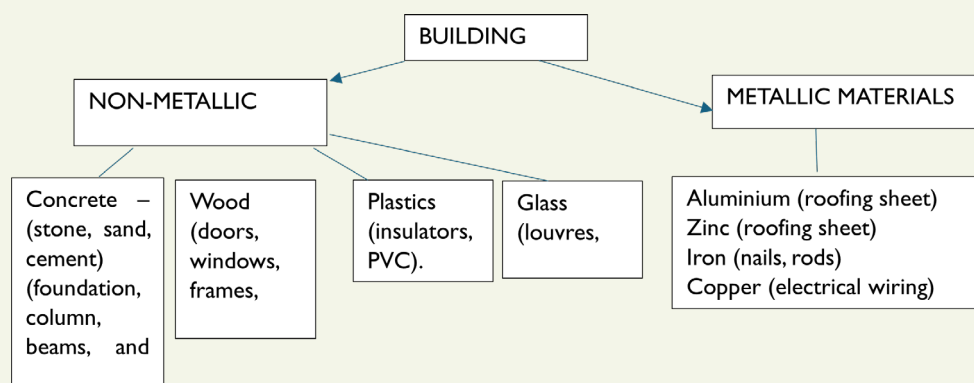 BUILDING
NON-METALLIC
METALLIC MATERIALS
Concrete –
(stone, sand,
cement)
(foundation,
column,
beams, and
Wood
(doors,
windows,
frames,
Plastics
(insulators,
PVC).
Glass
(louvres,
Aluminium (roofing sheet)
Zinc (roofing sheet)
Iron (nails, rods)
Copper (electrical wiring)